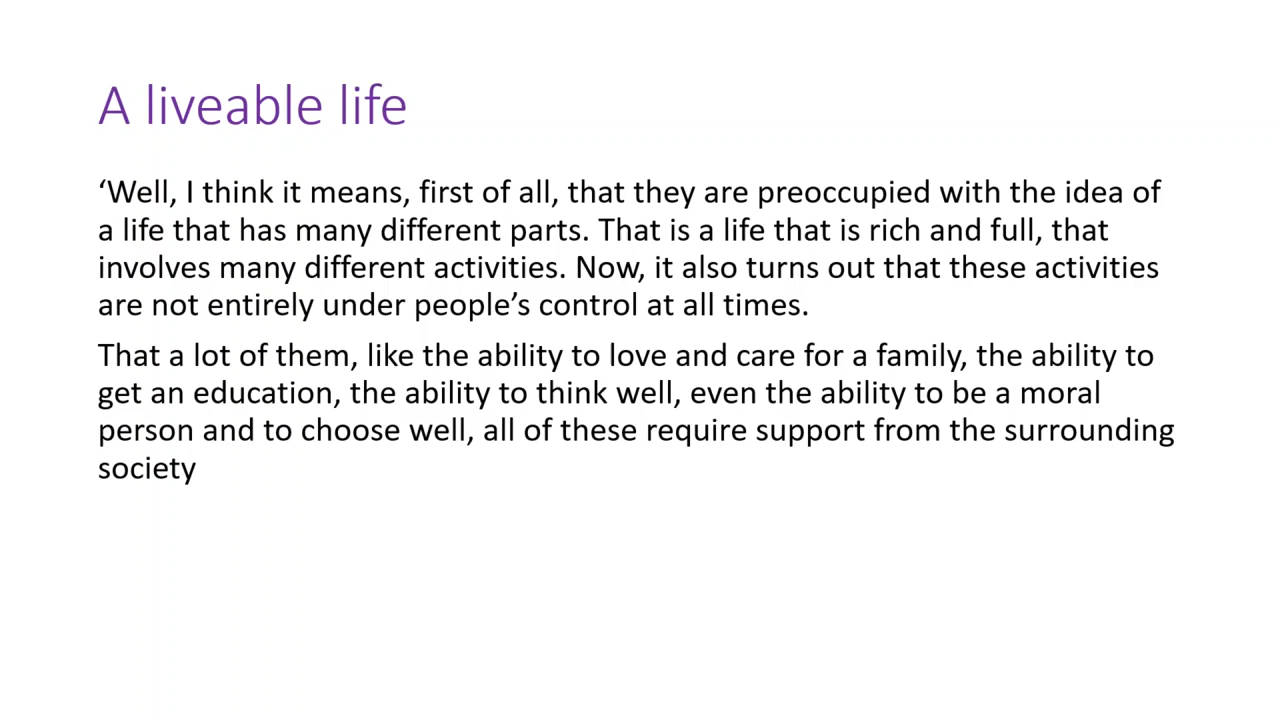 A liveable life
‘Well, I think it means, first of all, that they are preoccupied with the idea of
a life that has many different parts. That is a life that is rich and full, that
involves many different activities. Now, it also turns out that these activities
are not entirely under people’s control at all times.
That a lot of them, like the ability to love and care for a family, the ability to
get an education, the ability to think well, even the ability to be a moral
person and to choose well, all of these require support from the surrounding
society